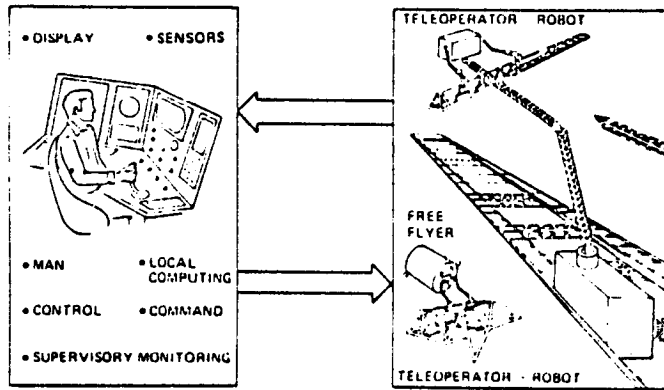 • DISPLAY • SENSORS
• MAN • LOCAL COMPUTING
• CONTROL • COMMAND
• SUPERVISORY MONITORING
TELEOPERATOR - ROBOT
FREE
FLYER
TELEOPERATOR - ROBOT